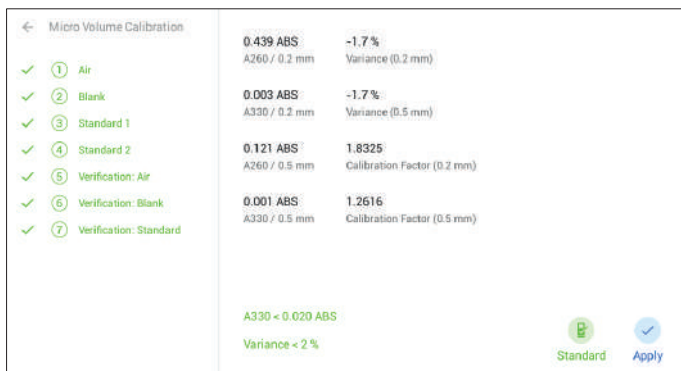 Micro Volume Calibration
1 Air
2 Blank
3 Standard 1
4 Standard 2
5 Verification: Air
6 Verification: Blank
7 Verification: Standard
0.439 ABS -1.7 %
A260 / 0.2 mm Variance (0.2 mm)
0.003 ABS -1.7 %
A330 / 0.2 mm Variance (0.5 mm)
0.121 ABS 1.8325
A260 / 0.5 mm Calibration Factor (0.2 mm)
0.001 ABS 1.2616
A330 / 0.5 mm Calibration Factor (0.5 mm)
A330 < 0.020 ABS
Variance < 2 %
Standard Apply